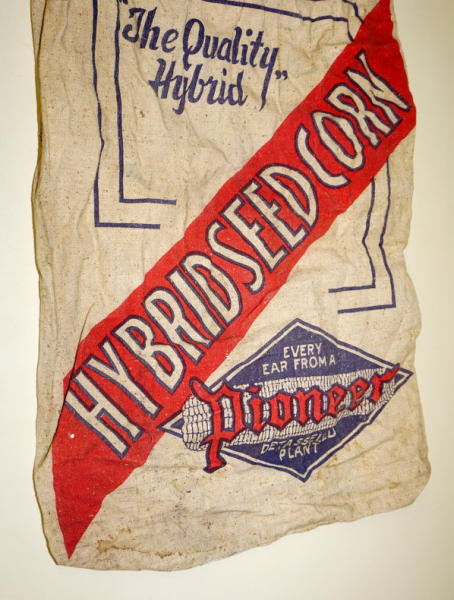 "The Quality
Hybrid"
HYBRID SEED CORN
EVERY
EAR FROM A
Pioneer
DETASSELED
PLANT